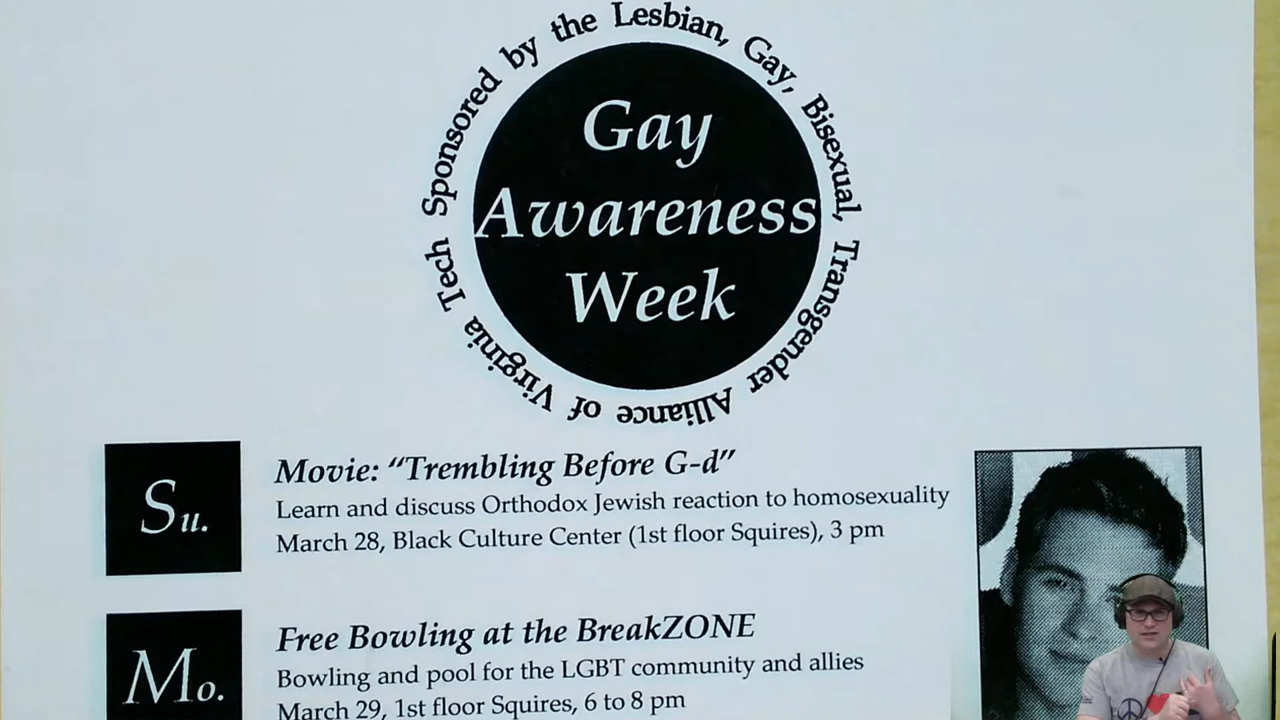 Sponsored by the Lesbian, Gay, Bisexual, Transgender Alliance of Virginia Tech
Gay
Awareness
Week
Su.
Movie: “Trembling Before G-d”
Learn and discuss Orthodox Jewish reaction to homosexuality
March 28, Black Culture Center (1st floor Squires), 3 pm
Mo.
Free Bowling at the BreakZONE
Bowling and pool for the LGBT community and allies
March 29, 1st floor Squires, 6 to 8 pm